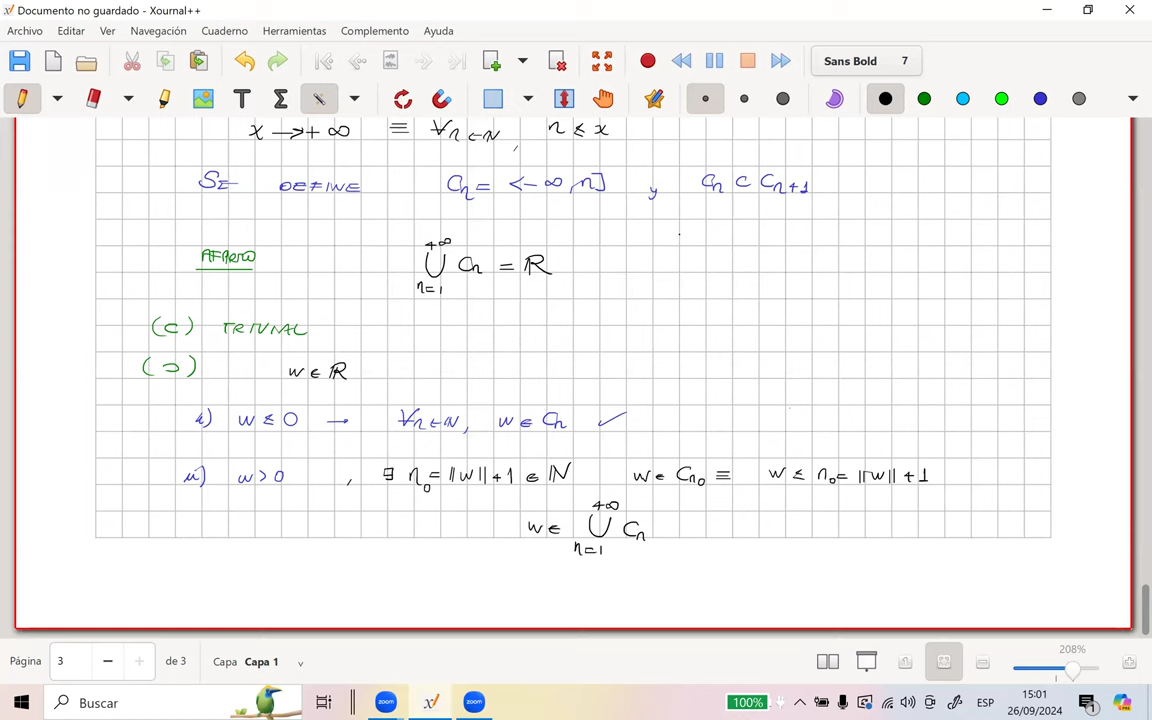 Documento no guardado - Xournal++
Archivo Editar Ver Navegación Cuaderno Herramientas Complemento Ayuda
Sans Bold 7
x → +∞ ≡ ∀n∈N, n ≤ x
SE DEFINE Cn = <-∞, n] y Cn ⊂ Cn+1
AFIRMO
+∞
∪ Cn = ℝ
n=1
(⊂) TRIVIAL
(⊃) w ∈ ℝ
i) w ≤ 0 → ∀n∈N, w ∈ Cn ✓
ii) w > 0 , ∃ n0 = ||w|| + 1 ∈ ℕ w ∈ Cn0 ≡ w ≤ n0 = ||w|| + 1
+∞
w ∈ ∪ Cn
n=1
Página 3 de 3 Capa Capa 1 208%
Buscar zoom zoom 100% ESP 15:01
26/09/2024